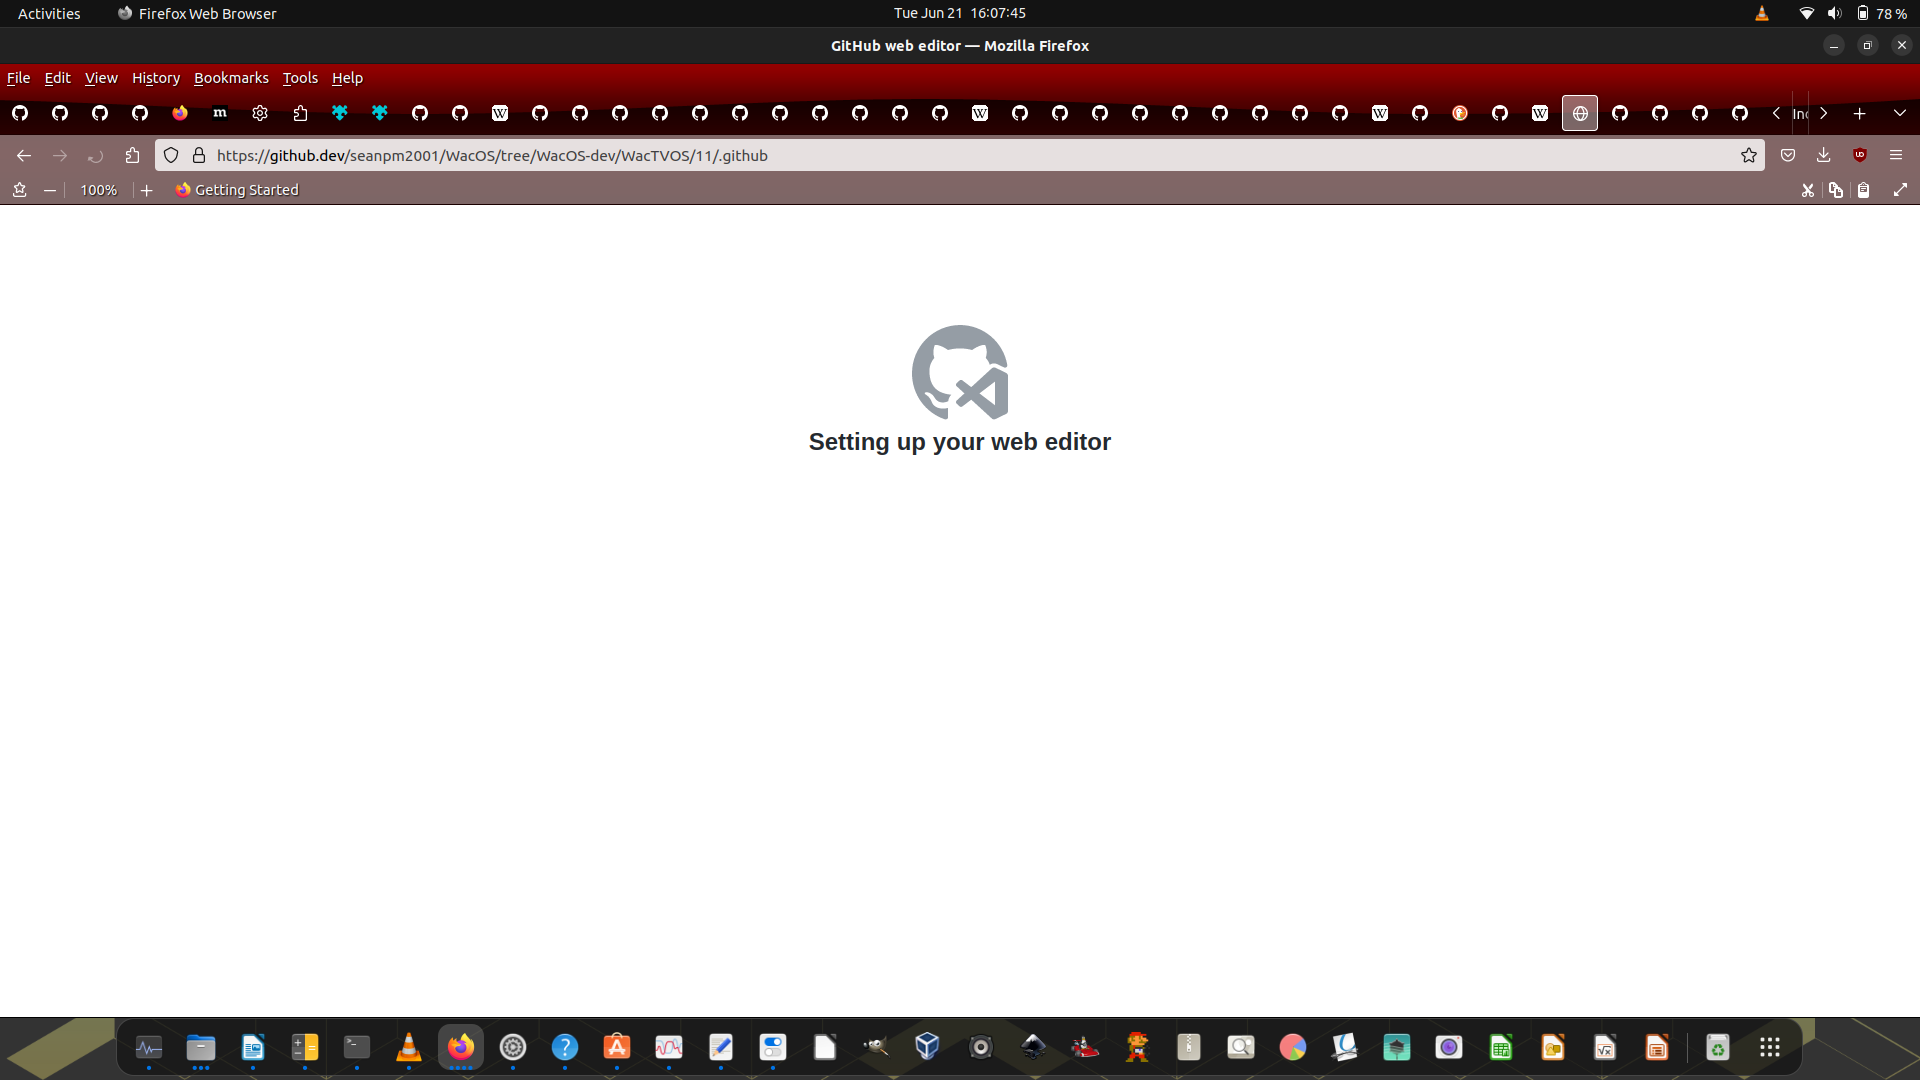 Activities Firefox Web Browser Tue Jun 21 16:07:45 78 %
GitHub web editor — Mozilla Firefox
File Edit View History Bookmarks Tools Help
https://github.dev/seanpm2001/WacOS/tree/WacOS-dev/WacTVOS/11/.github
100% Getting Started
Setting up your web editor